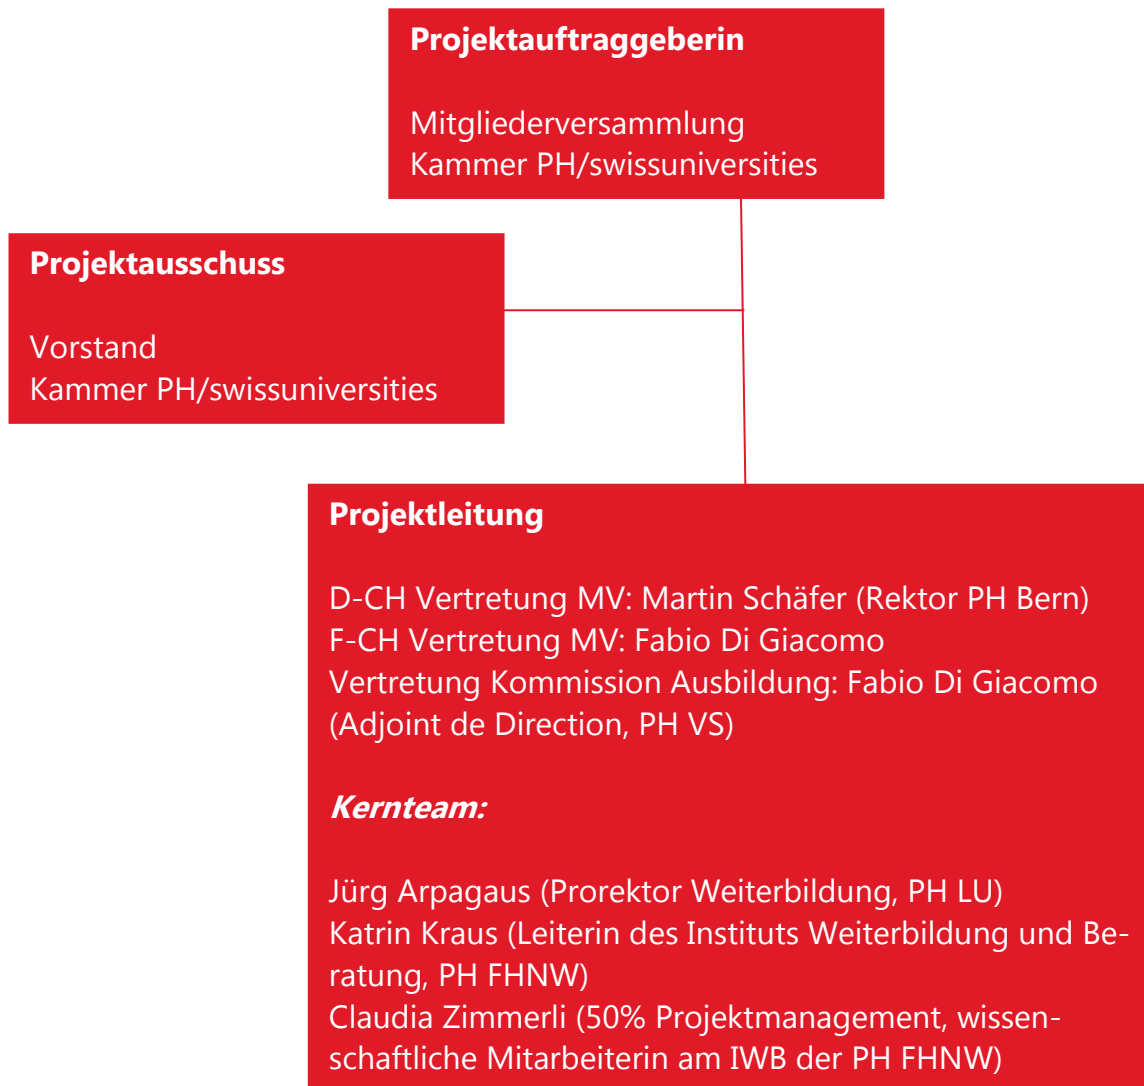 Projektauftraggeberin
Mitgliederversammlung
Kammer PH/swissuniversities
Projektausschuss
Vorstand
Kammer PH/swissuniversities
Projektleitung
D-CH Vertretung MV: Martin Schäfer (Rektor PH Bern)
F-CH Vertretung MV: Fabio Di Giacomo
Vertretung Kommission Ausbildung: Fabio Di Giacomo
(Adjoint de Direction, PH VS)
Kernteam:
Jürg Arpagaus (Prorektor Weiterbildung, PH LU)
Katrin Kraus (Leiterin des Instituts Weiterbildung und Be-
ratung, PH FHNW)
Claudia Zimmerli (50% Projektmanagement, wissen-
schaftliche Mitarbeiterin am IWB der PH FHNW)